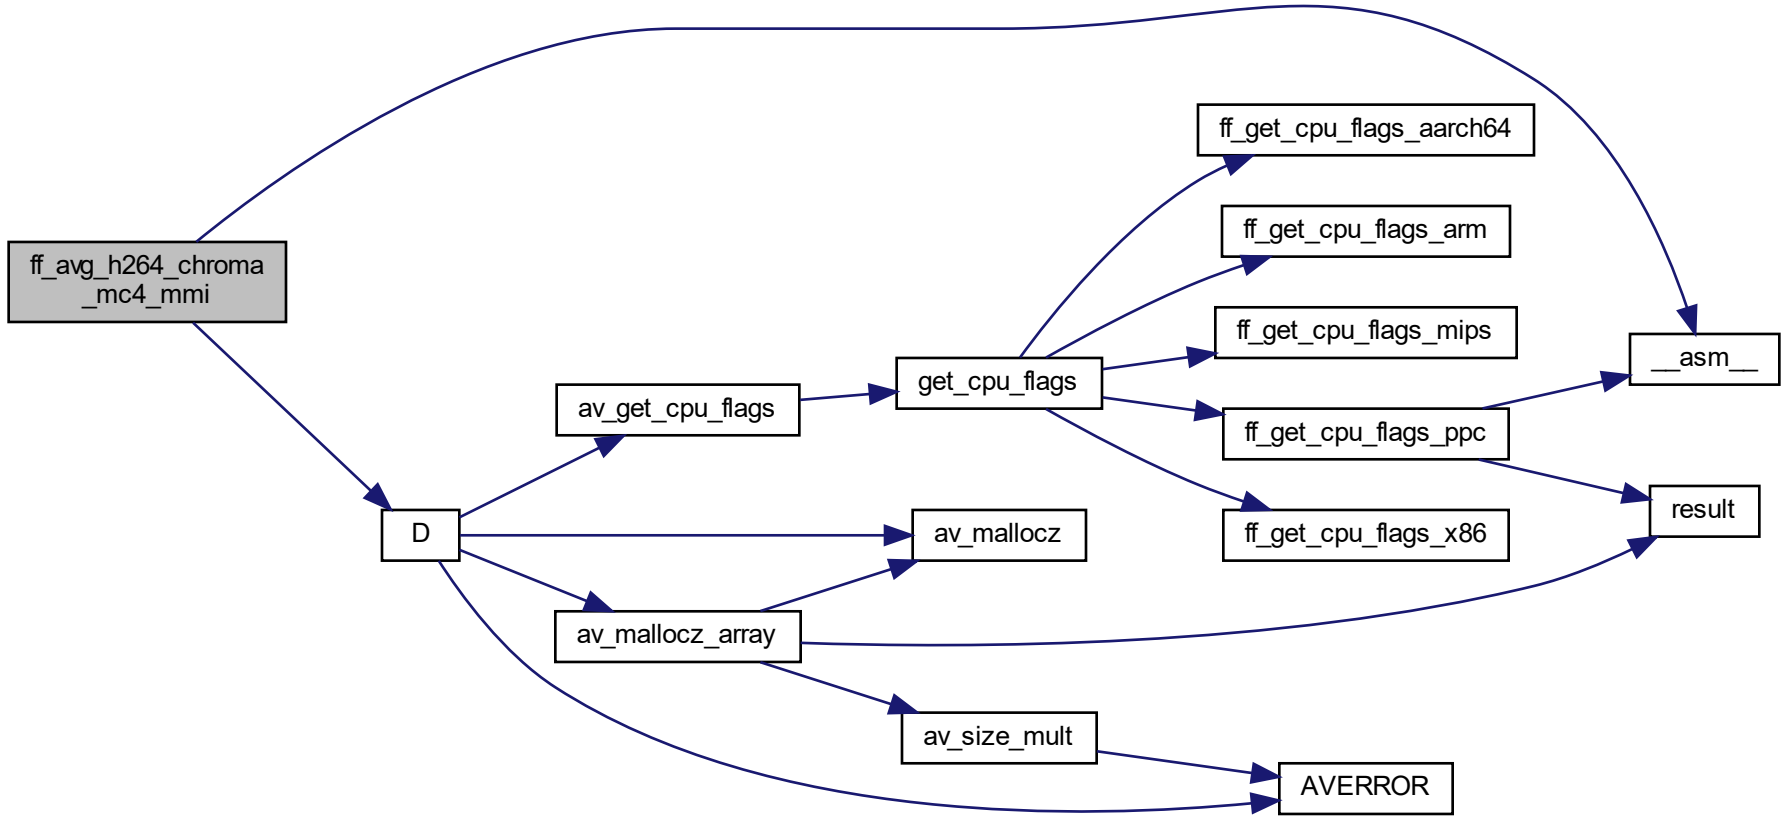 ff_avg_h264_chroma
_mc4_mmi
D
av_get_cpu_flags
get_cpu_flags
ff_get_cpu_flags_aarch64
ff_get_cpu_flags_arm
ff_get_cpu_flags_mips
ff_get_cpu_flags_ppc
ff_get_cpu_flags_x86
__asm__
result
av_mallocz
av_mallocz_array
av_size_mult
AVERROR